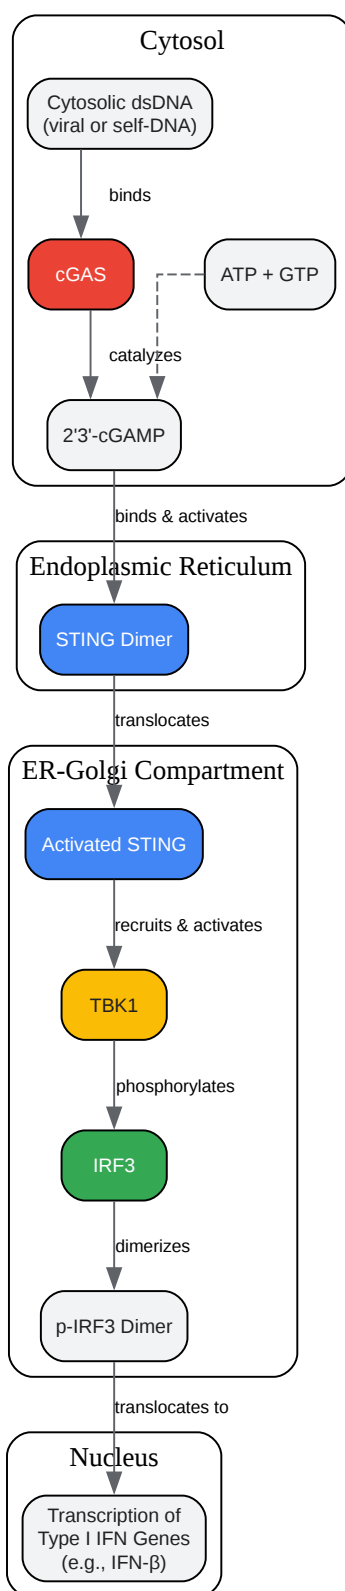 Cytosol
Cytosolic dsDNA
(viral or self-DNA)
binds
cGAS
ATP + GTP
catalyzes
2'3'-cGAMP
binds & activates
Endoplasmic Reticulum
STING Dimer
translocates
ER-Golgi Compartment
Activated STING
recruits & activates
TBK1
phosphorylates
IRF3
dimerizes
p-IRF3 Dimer
translocates to
Nucleus
Transcription of
Type I IFN Genes
(e.g., IFN-β)